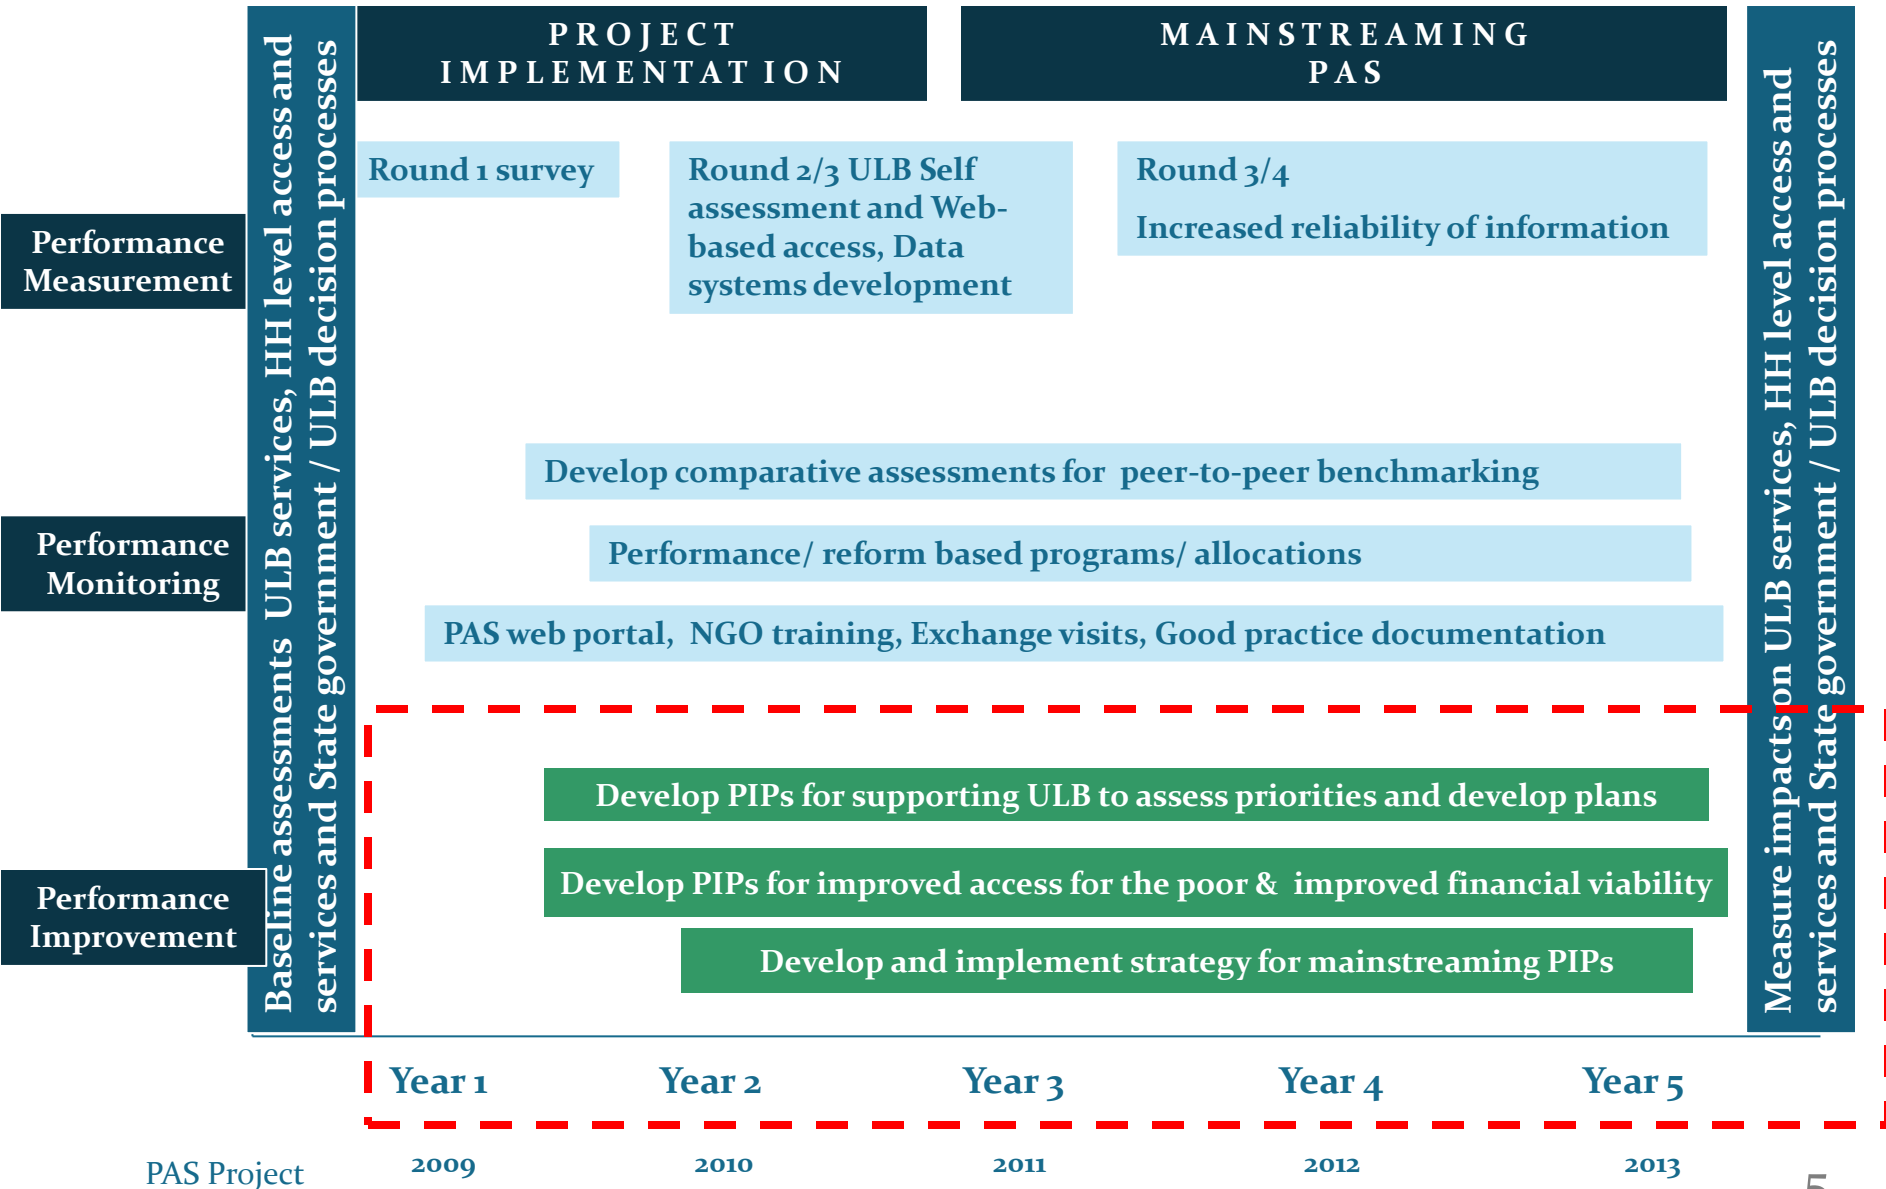 PROJECT
IMPLEMENTATION
MAINSTREAMING
PAS
Baseline assessments ULB services, HH level access and
services and State government / ULB decision processes
Performance
Measurement
Round 1 survey
Round 2/3 ULB Self
assessment and Web-
based access, Data
systems development
Round 3/4
Increased reliability of information
Performance
Monitoring
Develop comparative assessments for peer-to-peer benchmarking
Performance/ reform based programs/ allocations
PAS web portal, NGO training, Exchange visits, Good practice documentation
Performance
Improvement
Develop PIPs for supporting ULB to assess priorities and develop plans
Develop PIPs for improved access for the poor & improved financial viability
Develop and implement strategy for mainstreaming PIPs
Measure impacts on ULB services, HH level access and
services and State government / ULB decision processes
Year 1 Year 2 Year 3 Year 4 Year 5
PAS Project 2009 2010 2011 2012 2013
5